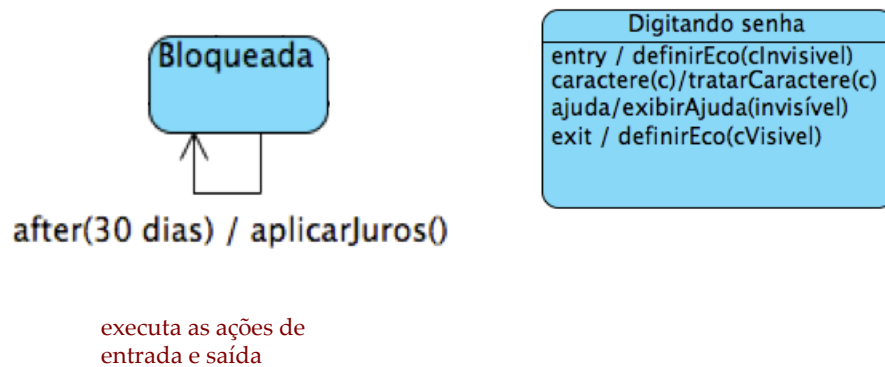 Bloqueada
after(30 dias) / aplicarJuros()
executa as ações de
entrada e saída
Digitando senha
entry / definirEco(cInvisivel)
caractere(c)/tratarCaractere(c)
ajuda/exibirAjuda(invisível)
exit / definirEco(cVisivel)